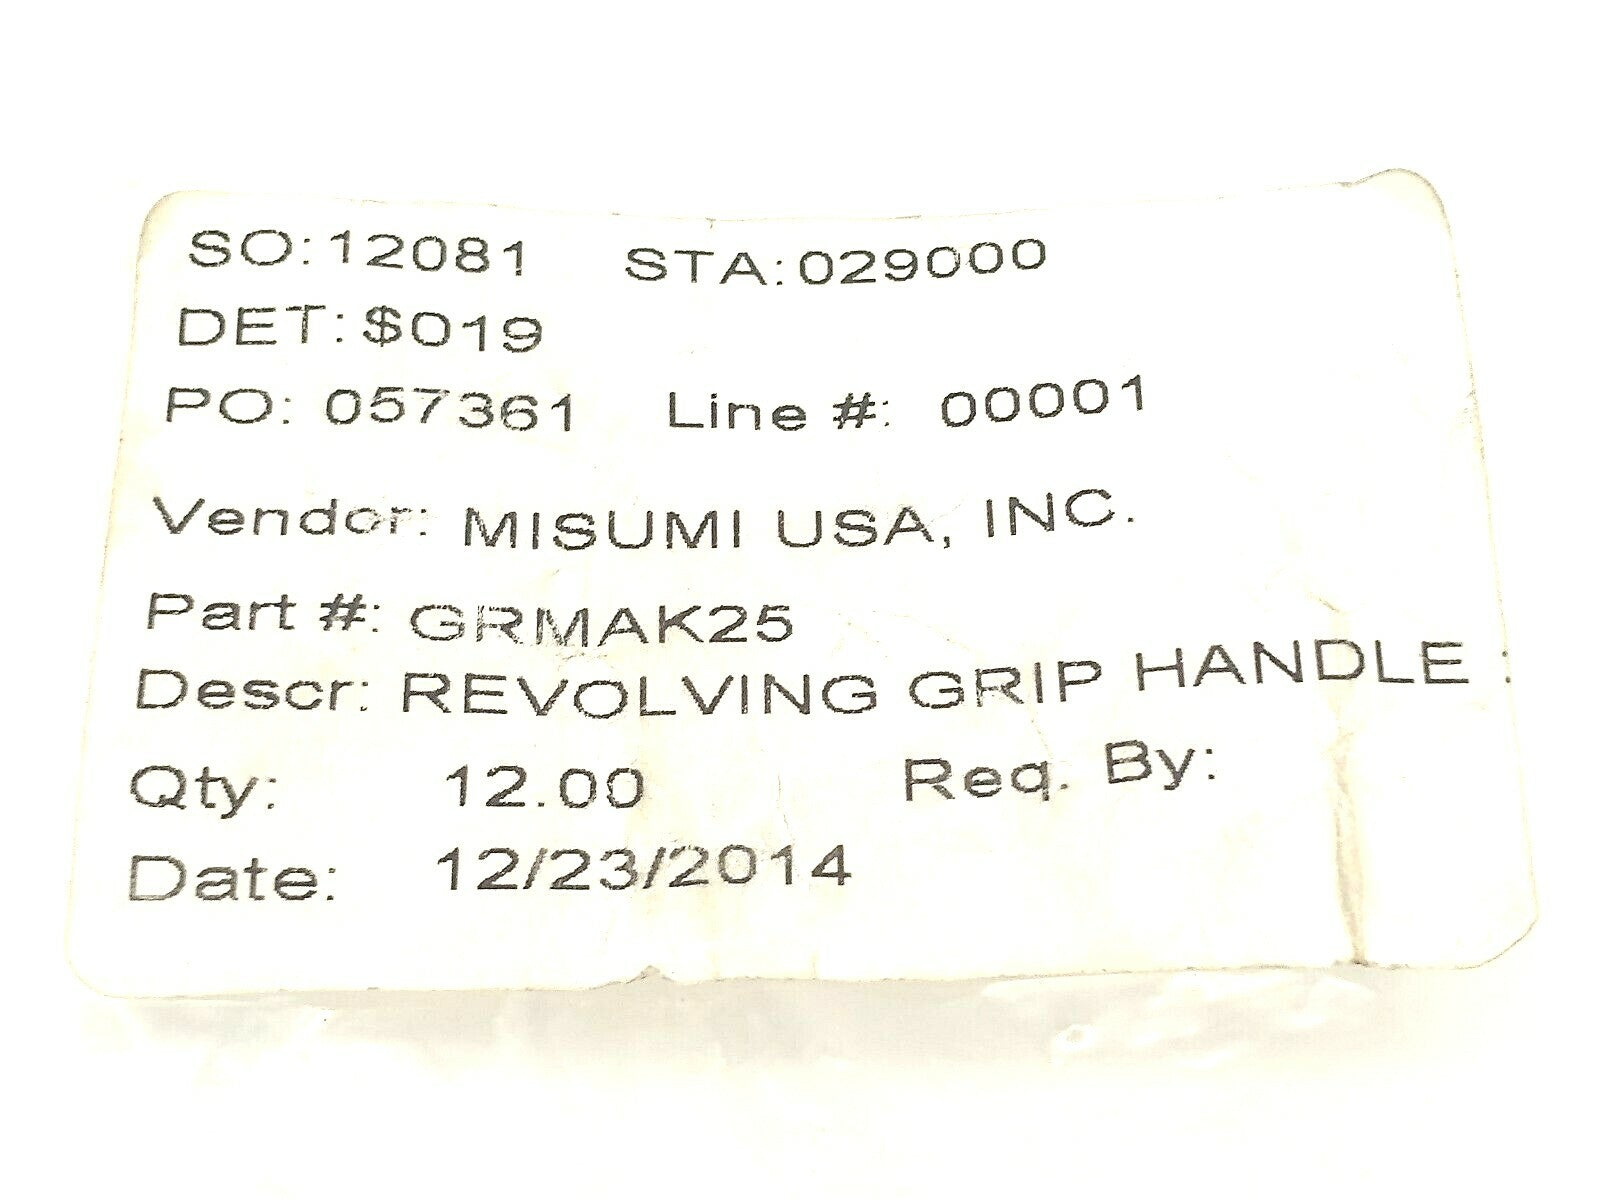 SO:12081 STA:029000
DET:$019
PO: 057361 Line #: 00001
Vendor: MISUMI USA, INC.
Part #: GRMAK25
Descr: REVOLVING GRIP HANDLE :
Qty: 12.00 Req. By:
Date: 12/23/2014